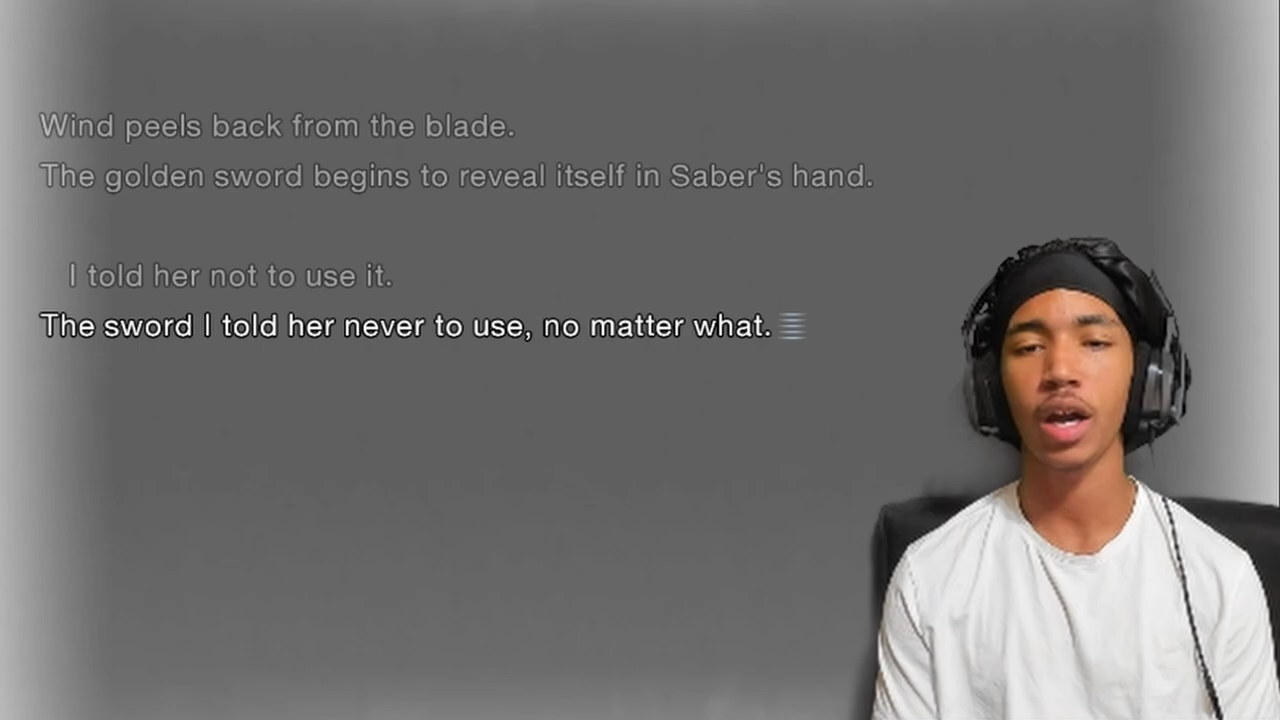 Wind peels back from the blade.
The golden sword begins to reveal itself in Saber's hand.
I told her not to use it.
The sword I told her never to use, no matter what.